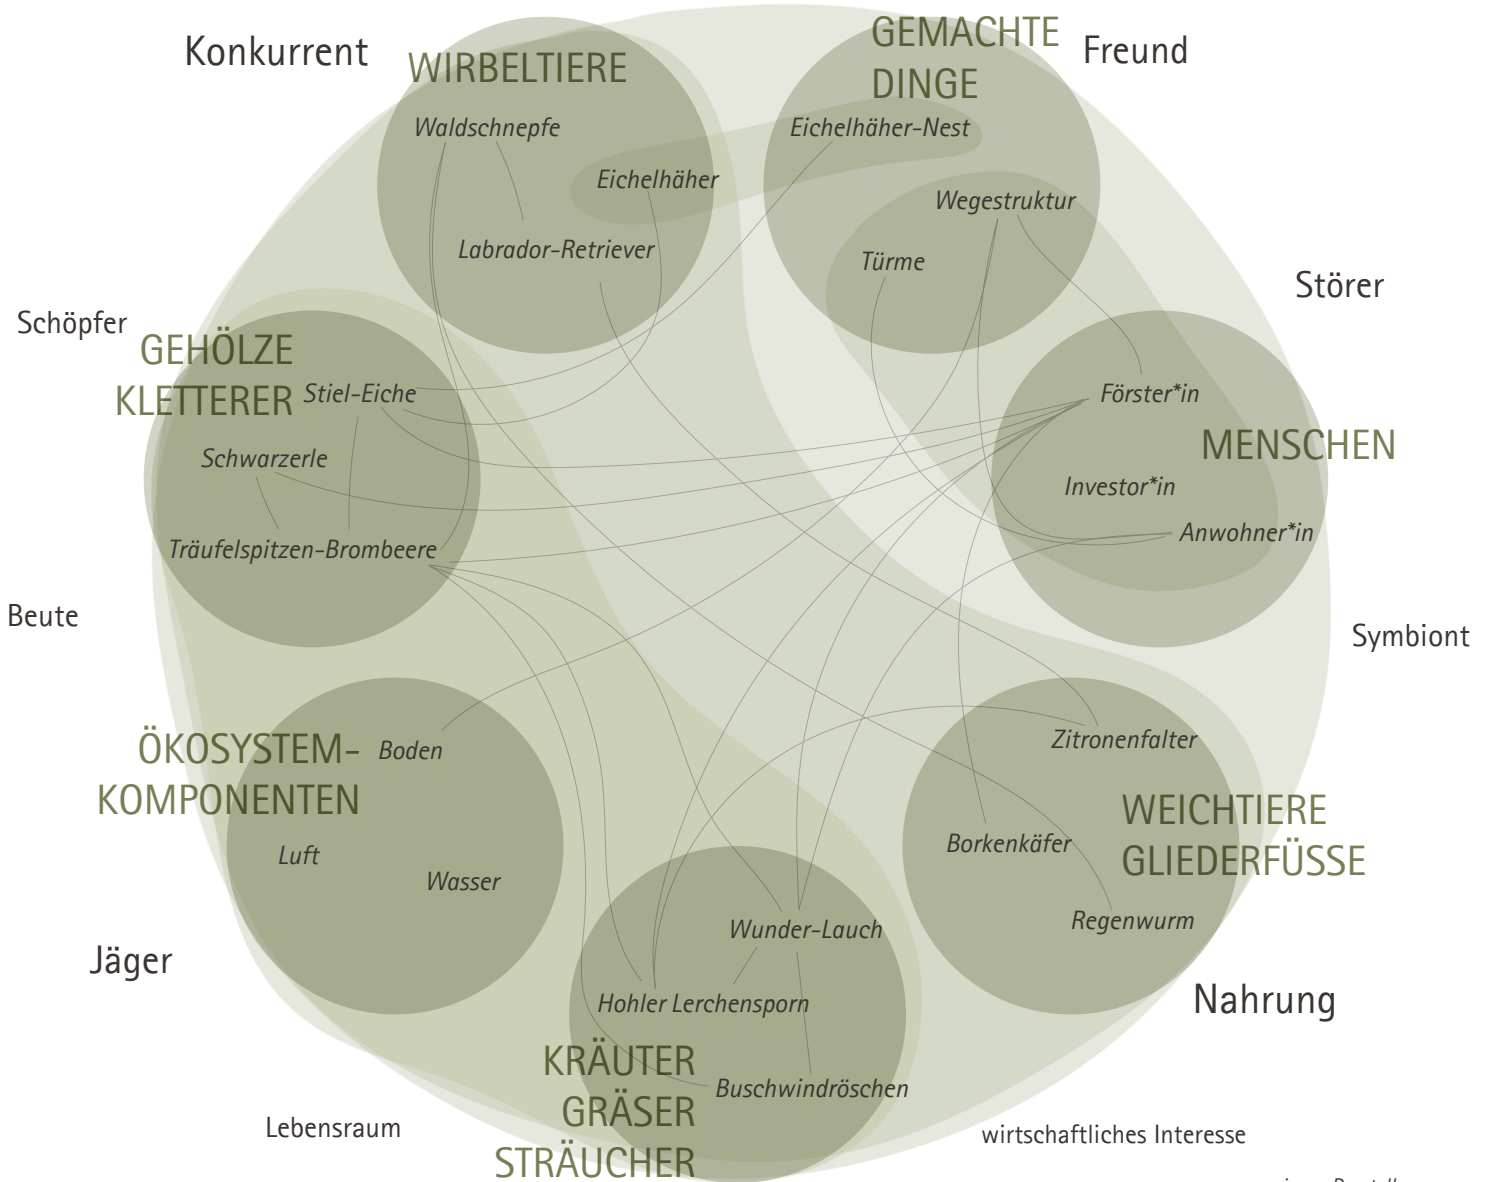 Konkurrent
WIRBELTIERE
GEMACHTE
DINGE
Freund
Waldschnepfe
Eichelhäher-Nest
Eichelhäher
Wegestruktur
Labrador-Retriever
Türme
Störer
Schöpfer
GEHÖLZE
KLETTERER
Stiel-Eiche
Förster*in
Schwarzerle
MENSCHEN
Investor*in
Anwohner*in
Träufelspitzen-Brombeere
Beute
Symbiont
ÖKOSYSTEM-
KOMPONENTEN
Boden
Zitronenfalter
WEICHTIERE
GLIEDERFÜSSE
Borkenkäfer
Luft
Wasser
Regenwurm
Wunder-Lauch
Jäger
Hohler Lerchensporn
Nahrung
KRÄUTER
GRÄSER
STRÄUCHER
Buschwindröschen
Lebensraum
wirtschaftliches Interesse